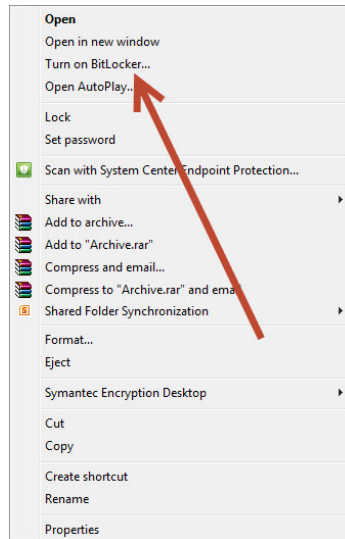 Open
Open in new window
Turn on BitLocker...
Open AutoPlay...
Lock
Set password
Scan with System Center Endpoint Protection...
Share with
Add to archive...
Add to "Archive.rar"
Compress and email...
Compress to "Archive.rar" and email
Shared Folder Synchronization
Format...
Eject
Symantec Encryption Desktop
Cut
Copy
Create shortcut
Rename
Properties